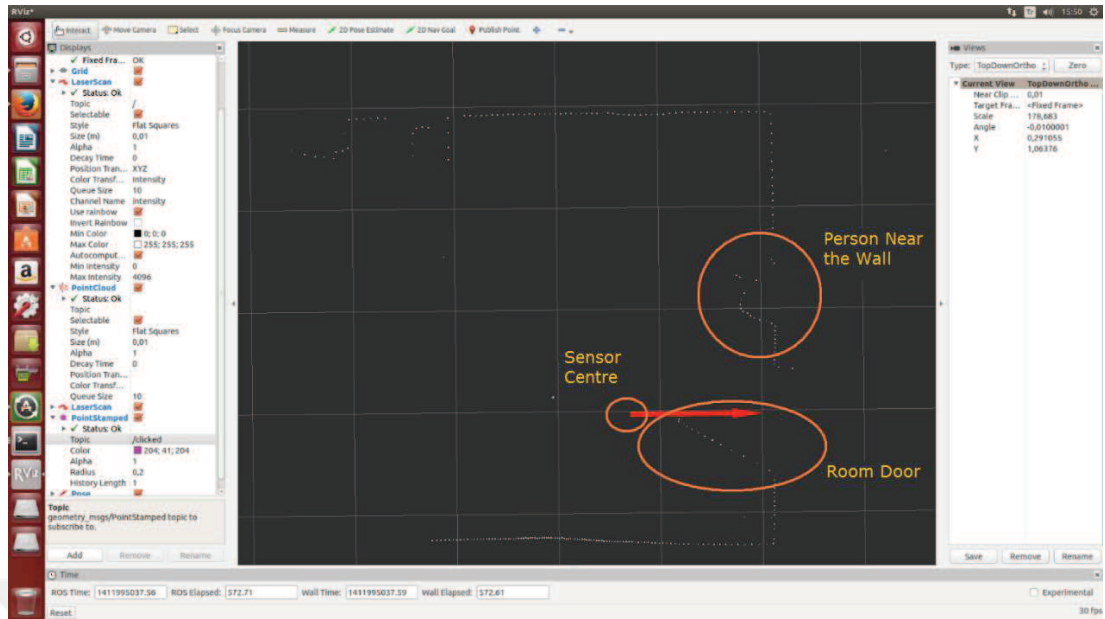 RViz*
Tr
15:50
Interact Move Camera Select Focus Camera Measure 2D Pose Estimate 2D Nav Goal Publish Point
Displays
Fixed Fra... OK
Grid
LaserScan
Status: Ok
Topic /
Selectable
Style Flat Squares
Size (m) 0,01
Alpha 1
Decay Time 0
Position Tran... XYZ
Color Transf... Intensity
Queue Size 10
Channel Name intensity
Use rainbow
Invert Rainbow
Min Color 0; 0; 0
Max Color 255; 255; 255
Autocomput...
Min Intensity 0
Max Intensity 4096
PointCloud
Status: Ok
Topic
Selectable
Style Flat Squares
Size (m) 0,01
Alpha 1
Decay Time 0
Position Tran...
Color Transf...
Queue Size 10
LaserScan
PointStamped
Status: Ok
Topic /clicked
Color 204; 41; 204
Alpha 1
Radius 0,2
History Length 1
Pose
Topic
geometry_msgs/PointStamped topic to
subscribe to.
Add Remove Rename
Person Near
the Wall
Sensor
Centre
Room Door
Views
Type: TopDownOrtho Zero
Current View TopDownOrtho ...
Near Clip ... 0,01
Target Fra... <Fixed Frame>
Scale 178,683
Angle -0,0100001
X 0,291055
Y 1,06376
Save Remove Rename
Time
ROS Time: 1411995037.56 ROS Elapsed: 572.71 Wall Time: 1411995037.59 Wall Elapsed: 572.61 Experimental
Reset 30 fps